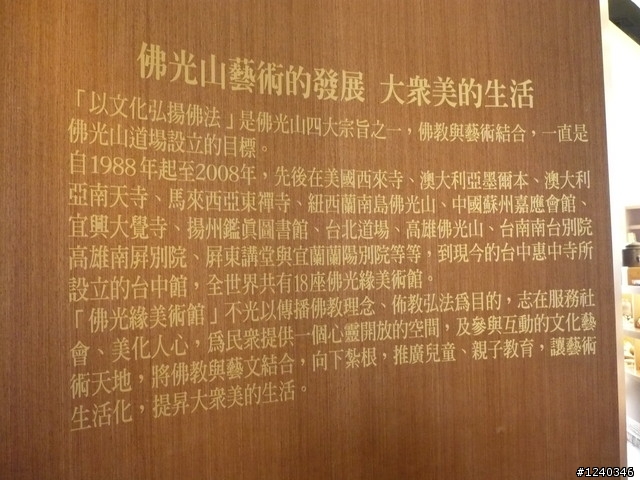 佛光山藝術的發展 大眾美的生活
「以文化弘揚佛法」是佛光山四大宗旨之一，佛教與藝術結合，一直是
佛光山道場設立的目標。
自1988年起至2008年，先後在美國西來寺、澳大利亞墨爾本、澳大利
亞南天寺、馬來西亞東禪寺、紐西蘭南島佛光山、中國蘇州嘉應會館、
宜興大覺寺、揚州鑑真圖書館、台北道場、高雄佛光山、台南南台別院
高雄南屏別院、屏東講堂與宜蘭蘭陽別院等等，到現今的台中惠中寺所
設立的台中館，全世界共有18座佛光緣美術館。
「佛光緣美術館」不光以傳播佛教理念、佈教弘法為目的，志在服務社
會、美化人心，為民眾提供一個心靈開放的空間，及參與互動的文化藝
術天地，將佛教與藝文結合，向下紮根，推廣兒童、親子教育，讓藝術
生活化，提昇大眾美的生活。
#1240346